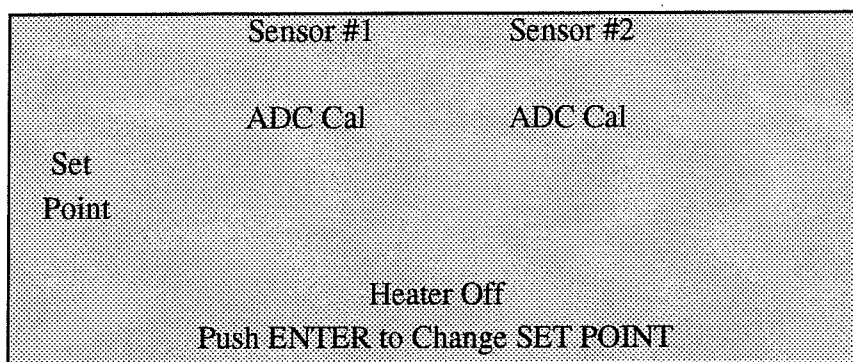 Sensor #1 Sensor #2
ADC Cal ADC Cal
Set
Point
Heater Off
Push ENTER to Change SET POINT